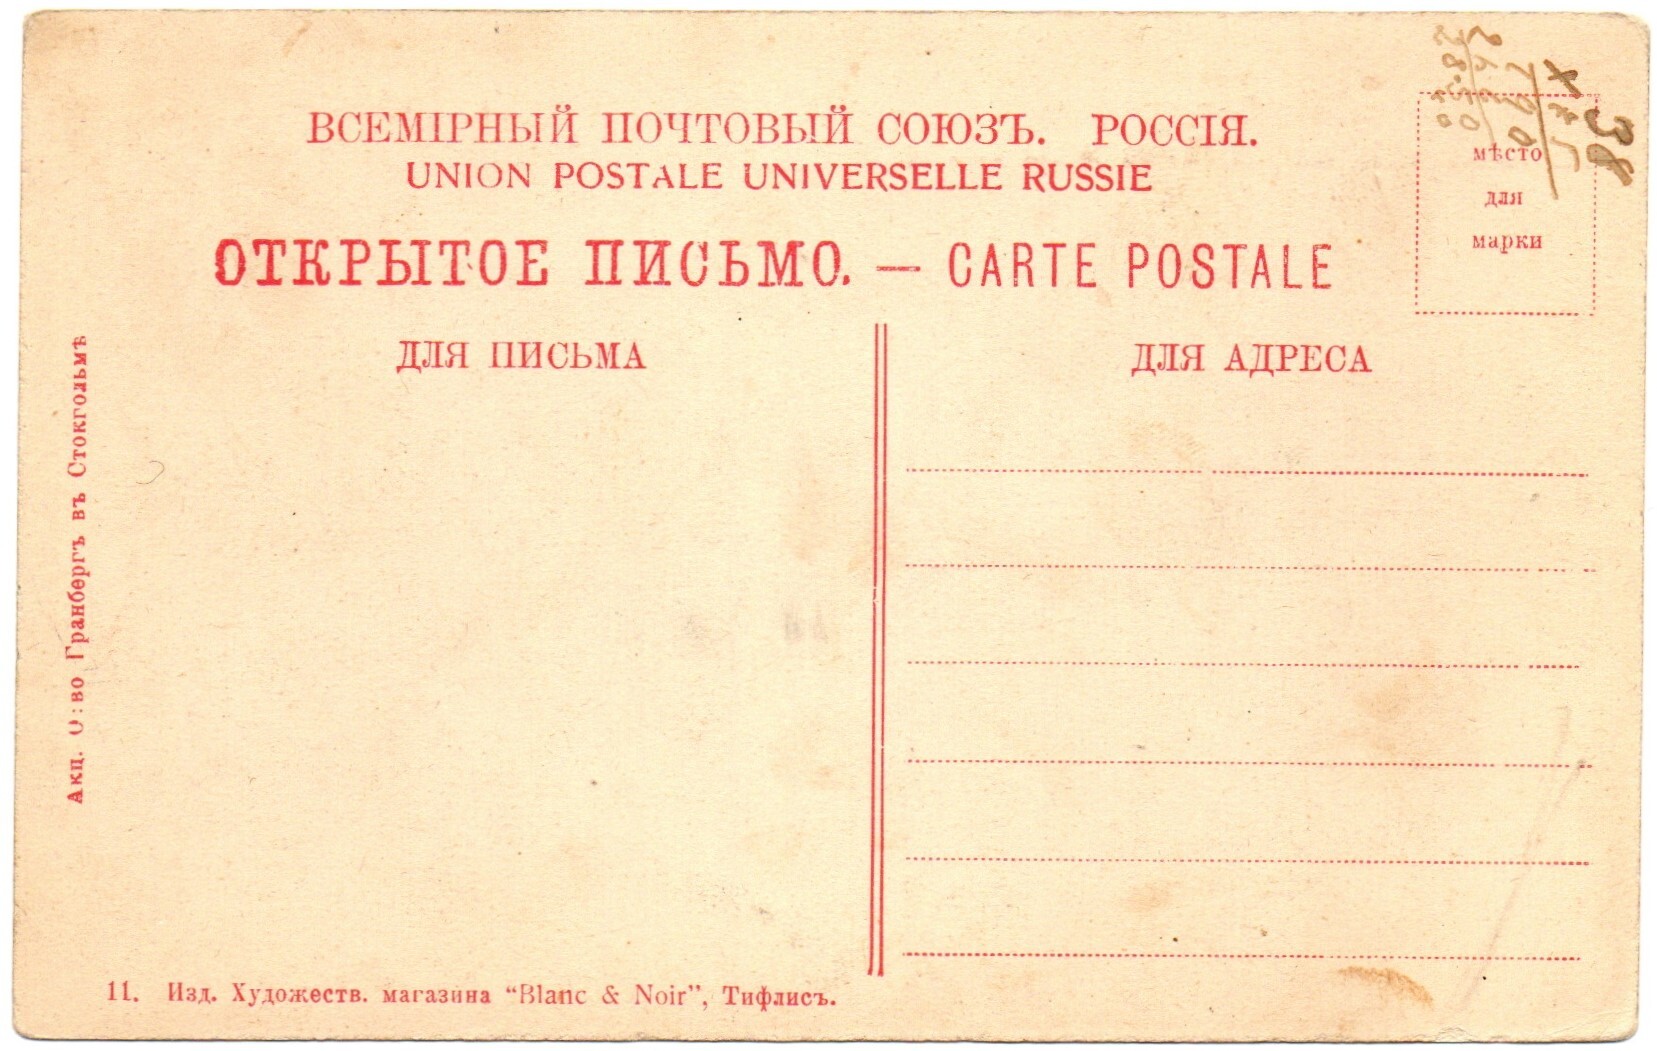 ВСЕМІРНЫЙ ПОЧТОВЫЙ СОЮЗЪ. РОССІЯ.
UNION POSTALE UNIVERSELLE RUSSIE
ОТКРЫТОЕ ПИСЬМО. — CARTE POSTALE
мѣсто
для
марки
38
ДЛЯ ПИСЬМА
ДЛЯ АДРЕСА
Акц. О:во Гранбергъ въ Стокгольмѣ
11. Изд. Художеств. магазина "Blanc & Noir", Тифлисъ.